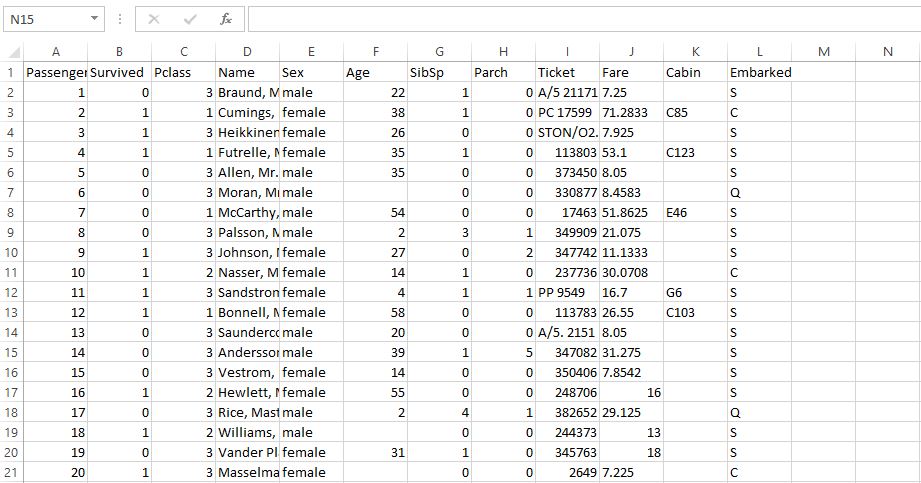 N15 fx
A B C D E F G H I J K L M N
1 Passenger Survived Pclass Name Sex Age SibSp Parch Ticket Fare Cabin Embarked
2 1 0 3 Braund, M male 22 1 0 A/5 21171 7.25 S
3 2 1 1 Cumings, female 38 1 0 PC 17599 71.2833 C85 C
4 3 1 3 Heikkinen female 26 0 0 STON/O2. 7.925 S
5 4 1 1 Futrelle, female 35 1 0 113803 53.1 C123 S
6 5 0 3 Allen, Mr. male 35 0 0 373450 8.05 S
7 6 0 3 Moran, M male 0 0 330877 8.4583 Q
8 7 0 1 McCarthy, male 54 0 0 17463 51.8625 E46 S
9 8 0 3 Palsson, M male 2 3 1 349909 21.075 S
10 9 1 3 Johnson, female 27 0 2 347742 11.1333 S
11 10 1 2 Nasser, M female 14 1 0 237736 30.0708 C
12 11 1 3 Sandstrom female 4 1 1 PP 9549 16.7 G6 S
13 12 1 1 Bonnell, M female 58 0 0 113783 26.55 C103 S
14 13 0 3 Saunderco male 20 0 0 A/5. 2151 8.05 S
15 14 0 3 Andersson male 39 1 5 347082 31.275 S
16 15 0 3 Vestrom, female 14 0 0 350406 7.8542 S
17 16 1 2 Hewlett, female 55 0 0 248706 16 S
18 17 0 3 Rice, Mast male 2 4 1 382652 29.125 Q
19 18 1 2 Williams, male 0 0 244373 13 S
20 19 0 3 Vander Pl female 31 1 0 345763 18 S
21 20 1 3 Masselma female 0 0 2649 7.225 C